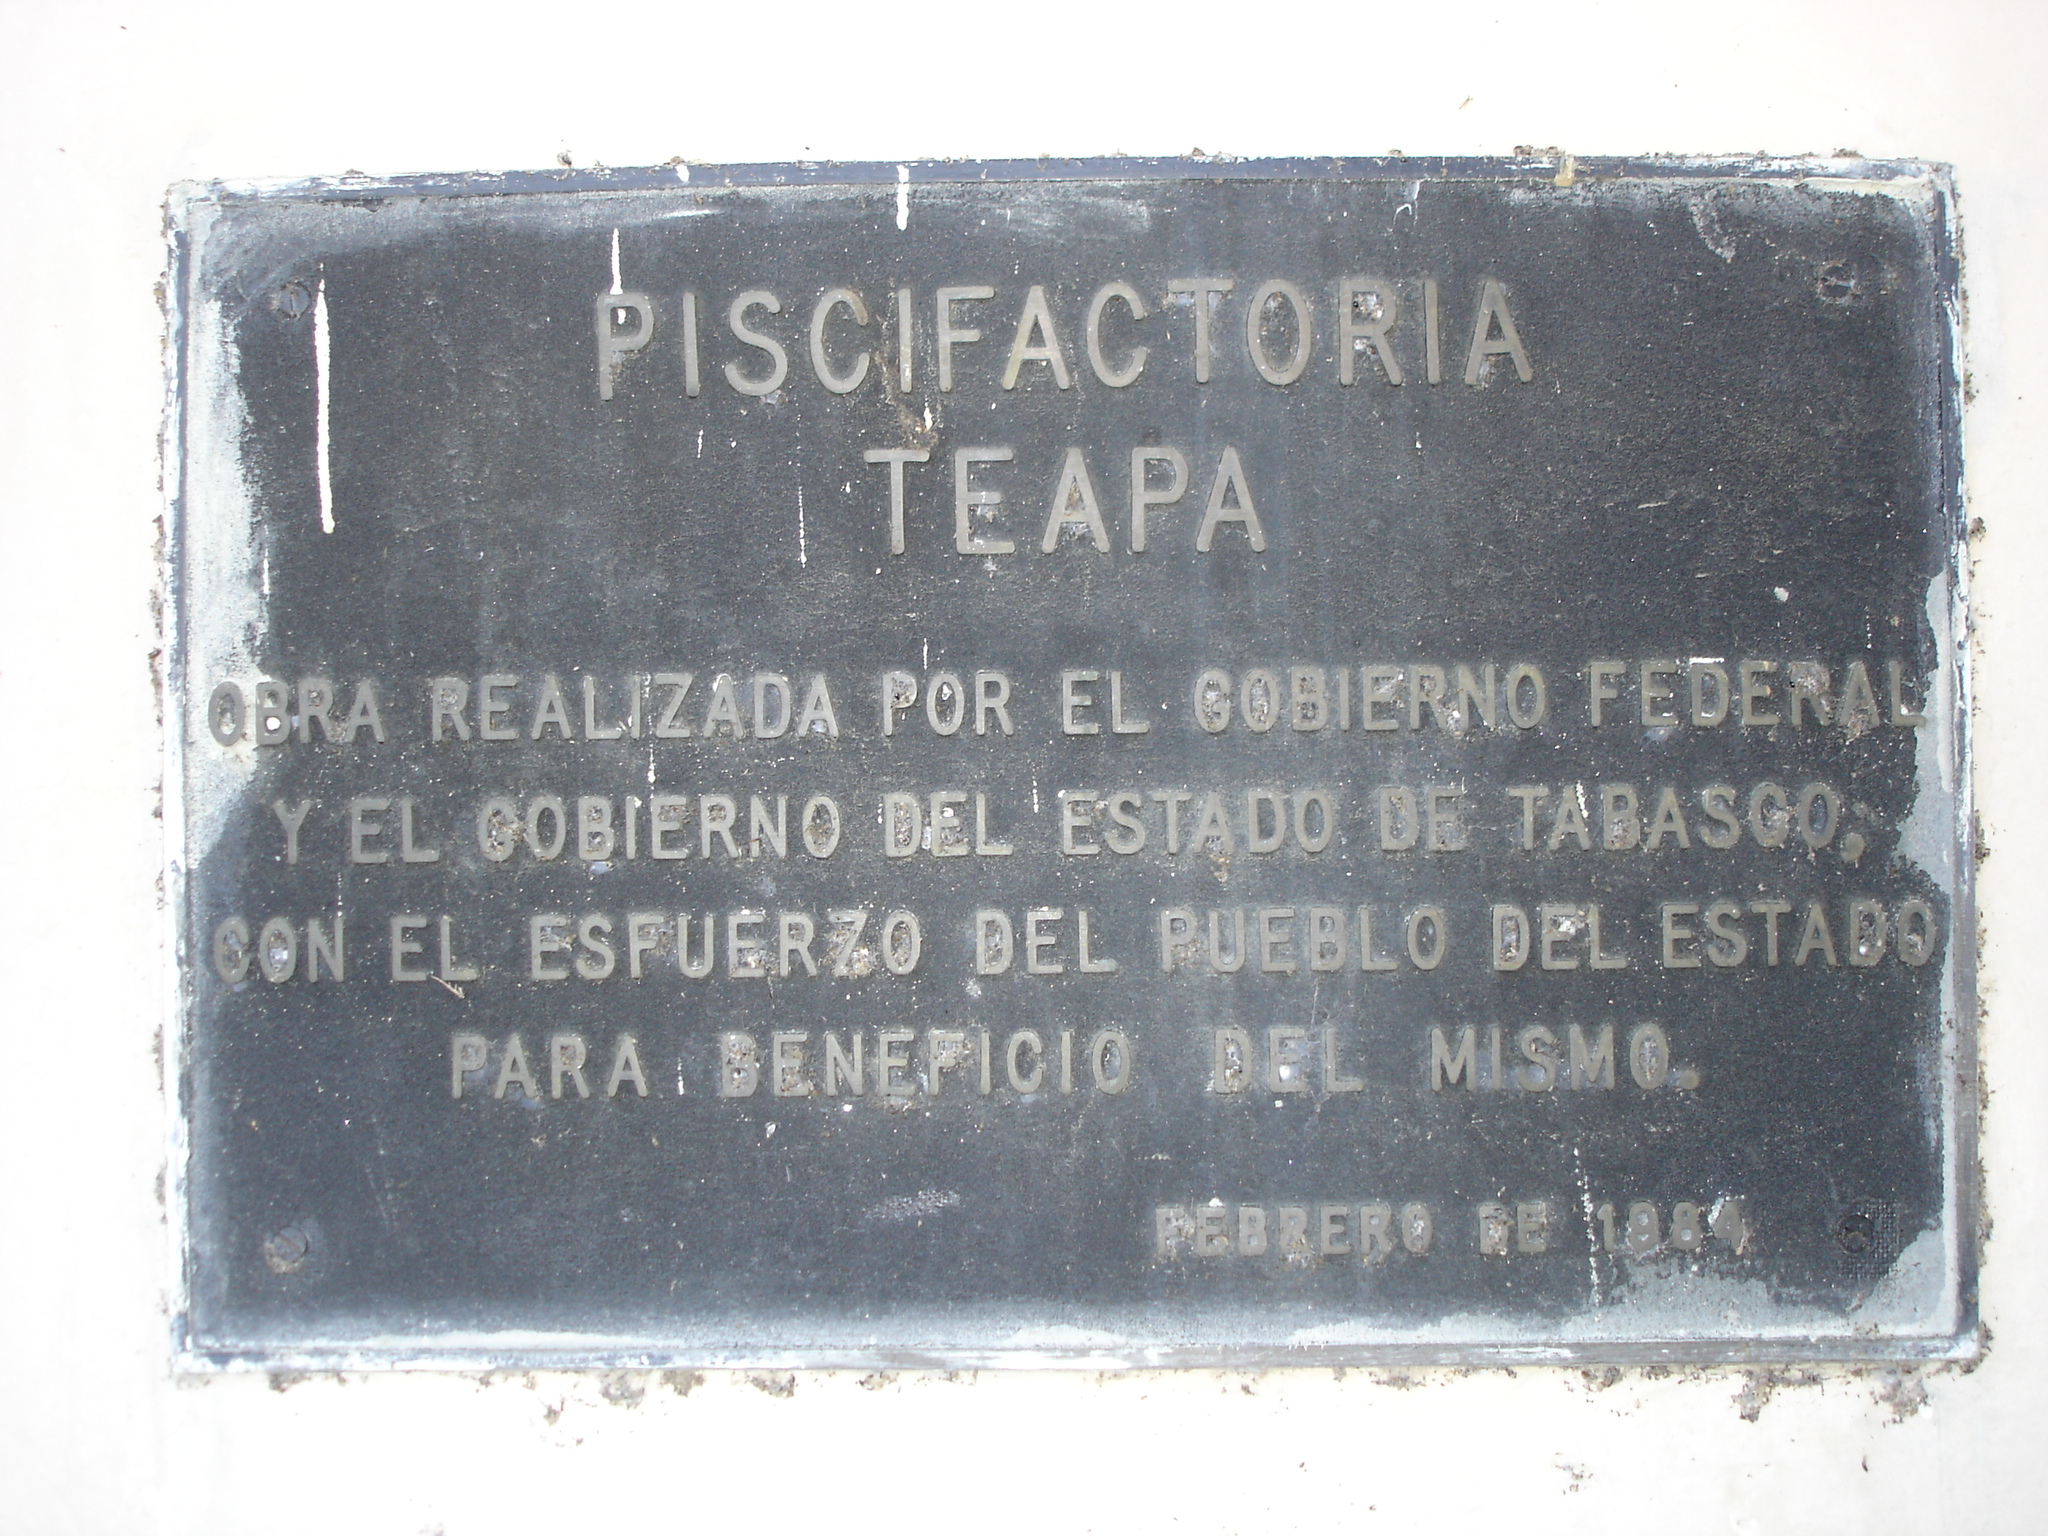 PISCIFACTORIA
TEAPA
OBRA REALIZADA POR EL GOBIERNO FEDERAL
Y EL GOBIERNO DEL ESTADO DE TABASCO,
CON EL ESFUERZO DEL PUEBLO DEL ESTADO
PARA BENEFICIO DEL MISMO.
FEBRERO DE 1984